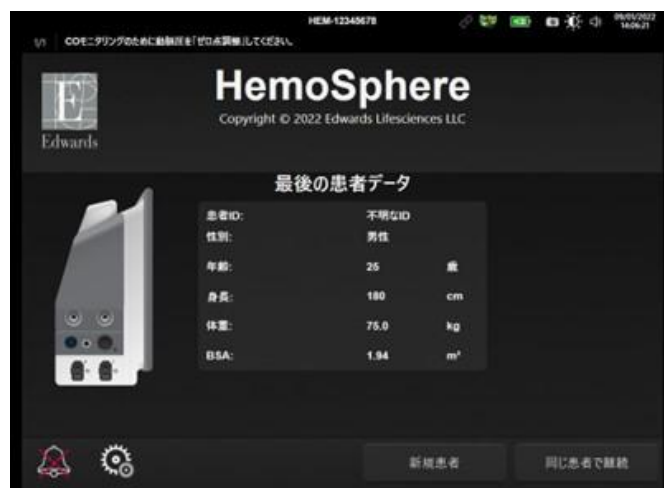 HEM-12345678
09/01/2022
14:06:21
1/1 COモニタリングのために動脈圧を「ゼロ点調整」してください。
E
Edwards
HemoSphere
Copyright © 2022 Edwards Lifesciences LLC
最後の患者データ
患者ID: 不明なID
性別: 男性
年齢: 25 歳
身長: 180 cm
体重: 75.0 kg
BSA: 1.94 m²
新規患者
同じ患者で継続